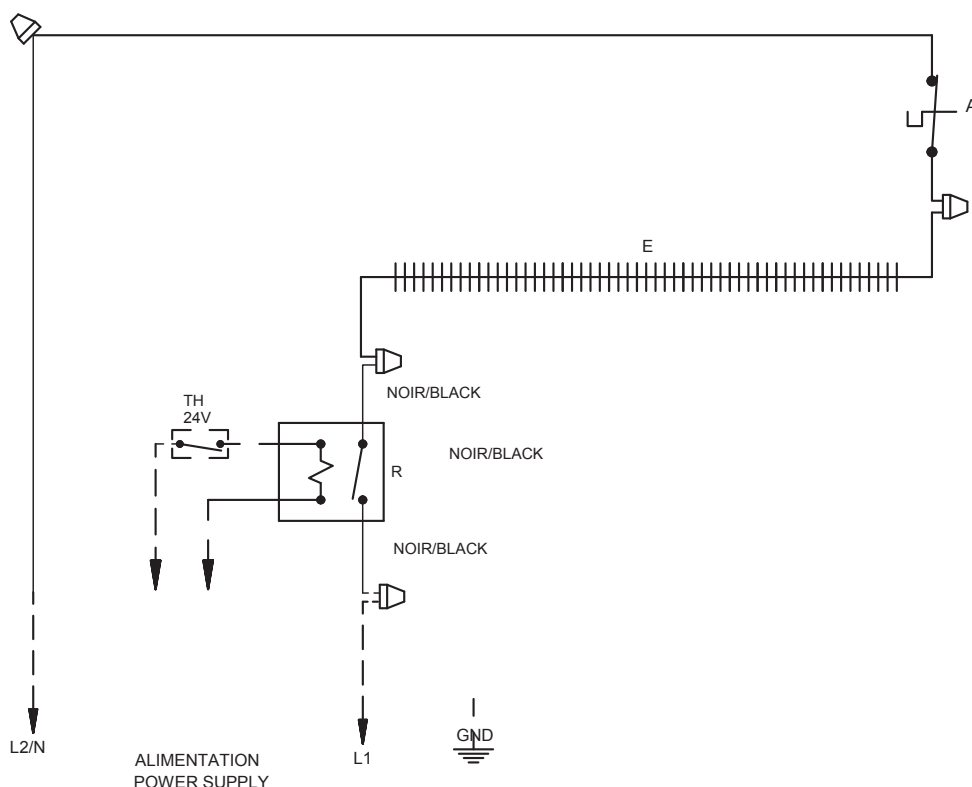 A
E
NOIR/BLACK
TH
24V
NOIR/BLACK
R
NOIR/BLACK
L2/N
ALIMENTATION
POWER SUPPLY
L1
GND